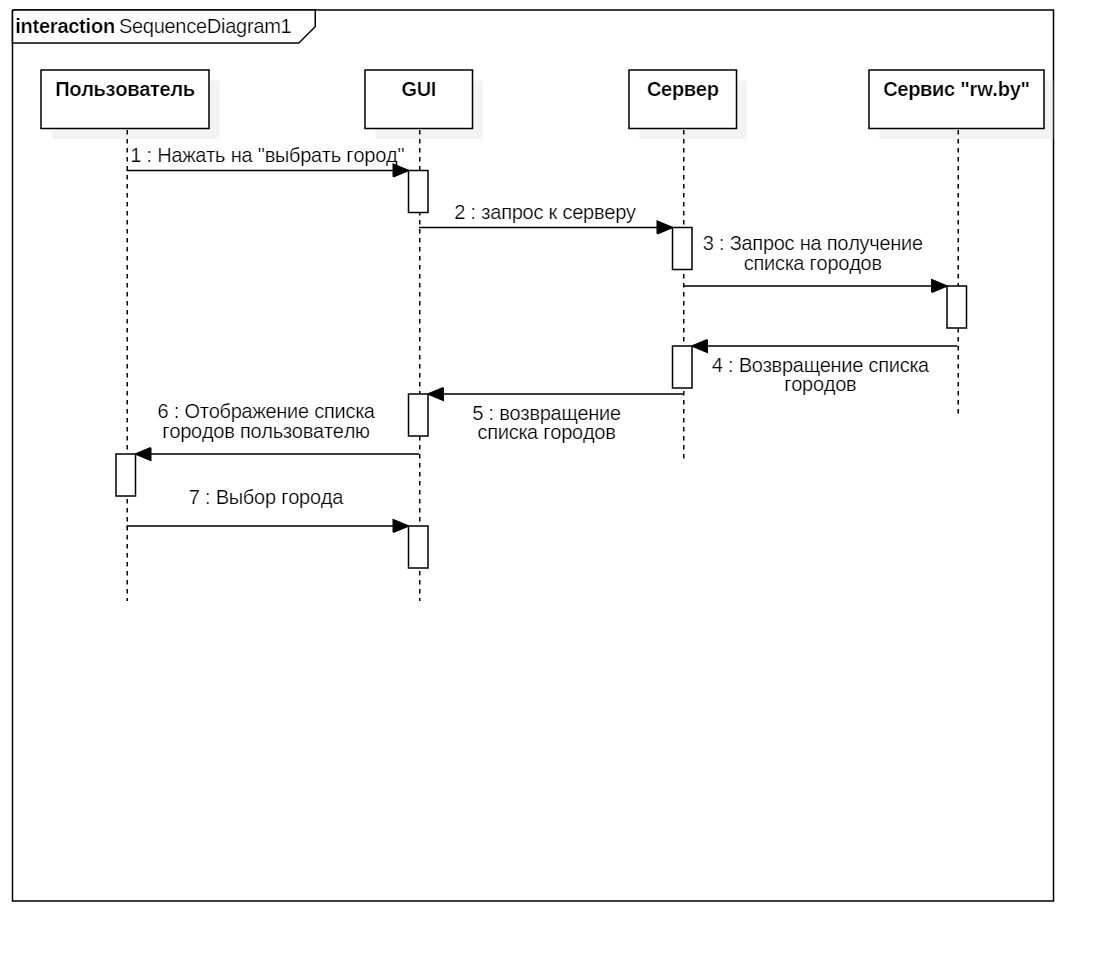 interaction SequenceDiagram1
Пользователь
GUI
Сервер
Сервис "rw.by"
1 : Нажать на "выбрать город"
2 : запрос к серверу
3 : Запрос на получение
списка городов
4 : Возвращение списка
городов
5 : возвращение
списка городов
6 : Отображение списка
городов пользователю
7 : Выбор города